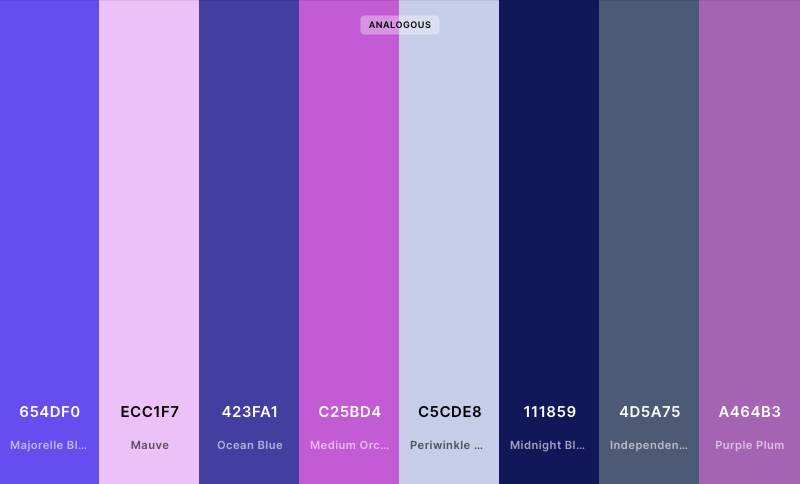 ANALOGOUS
654DF0 ECC1F7 423FA1 C25BD4 C5CDE8 111859 4D5A75 A464B3
Majorelle Bl... Mauve Ocean Blue Medium Orc... Periwinkle ... Midnight Bl... Independen... Purple Plum